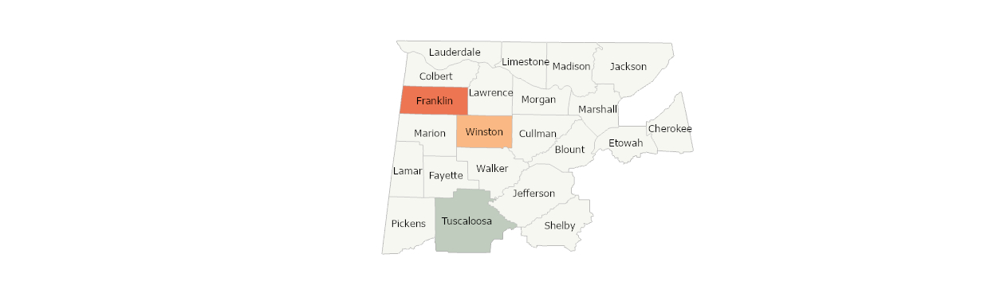 Lauderdale
Limestone
Madison
Jackson
Colbert
Lawrence
Franklin
Morgan
Marshall
Cherokee
Marion
Winston
Cullman
Etowah
Blount
Lamar
Fayette
Walker
Jefferson
Pickens
Tuscaloosa
Shelby